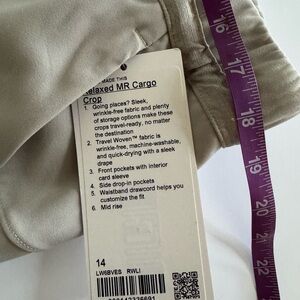 MADE THIS
Relaxed MR Cargo
Crop
1. Going places? Sleek,
wrinkle-free fabric and plenty
of storage options make these
crops travel-ready, no matter
the destination
2. Travel Woven™ fabric is
wrinkle-free, machine-washable,
and quick-drying with a sleek
drape
3. Front pockets with interior
card sleeve
4. Side drop-in pockets
5. Waistband drawcord helps you
customize the fit
6. Mid rise
14
LW6BVES RWLI
16
17
18
19
20
21
22